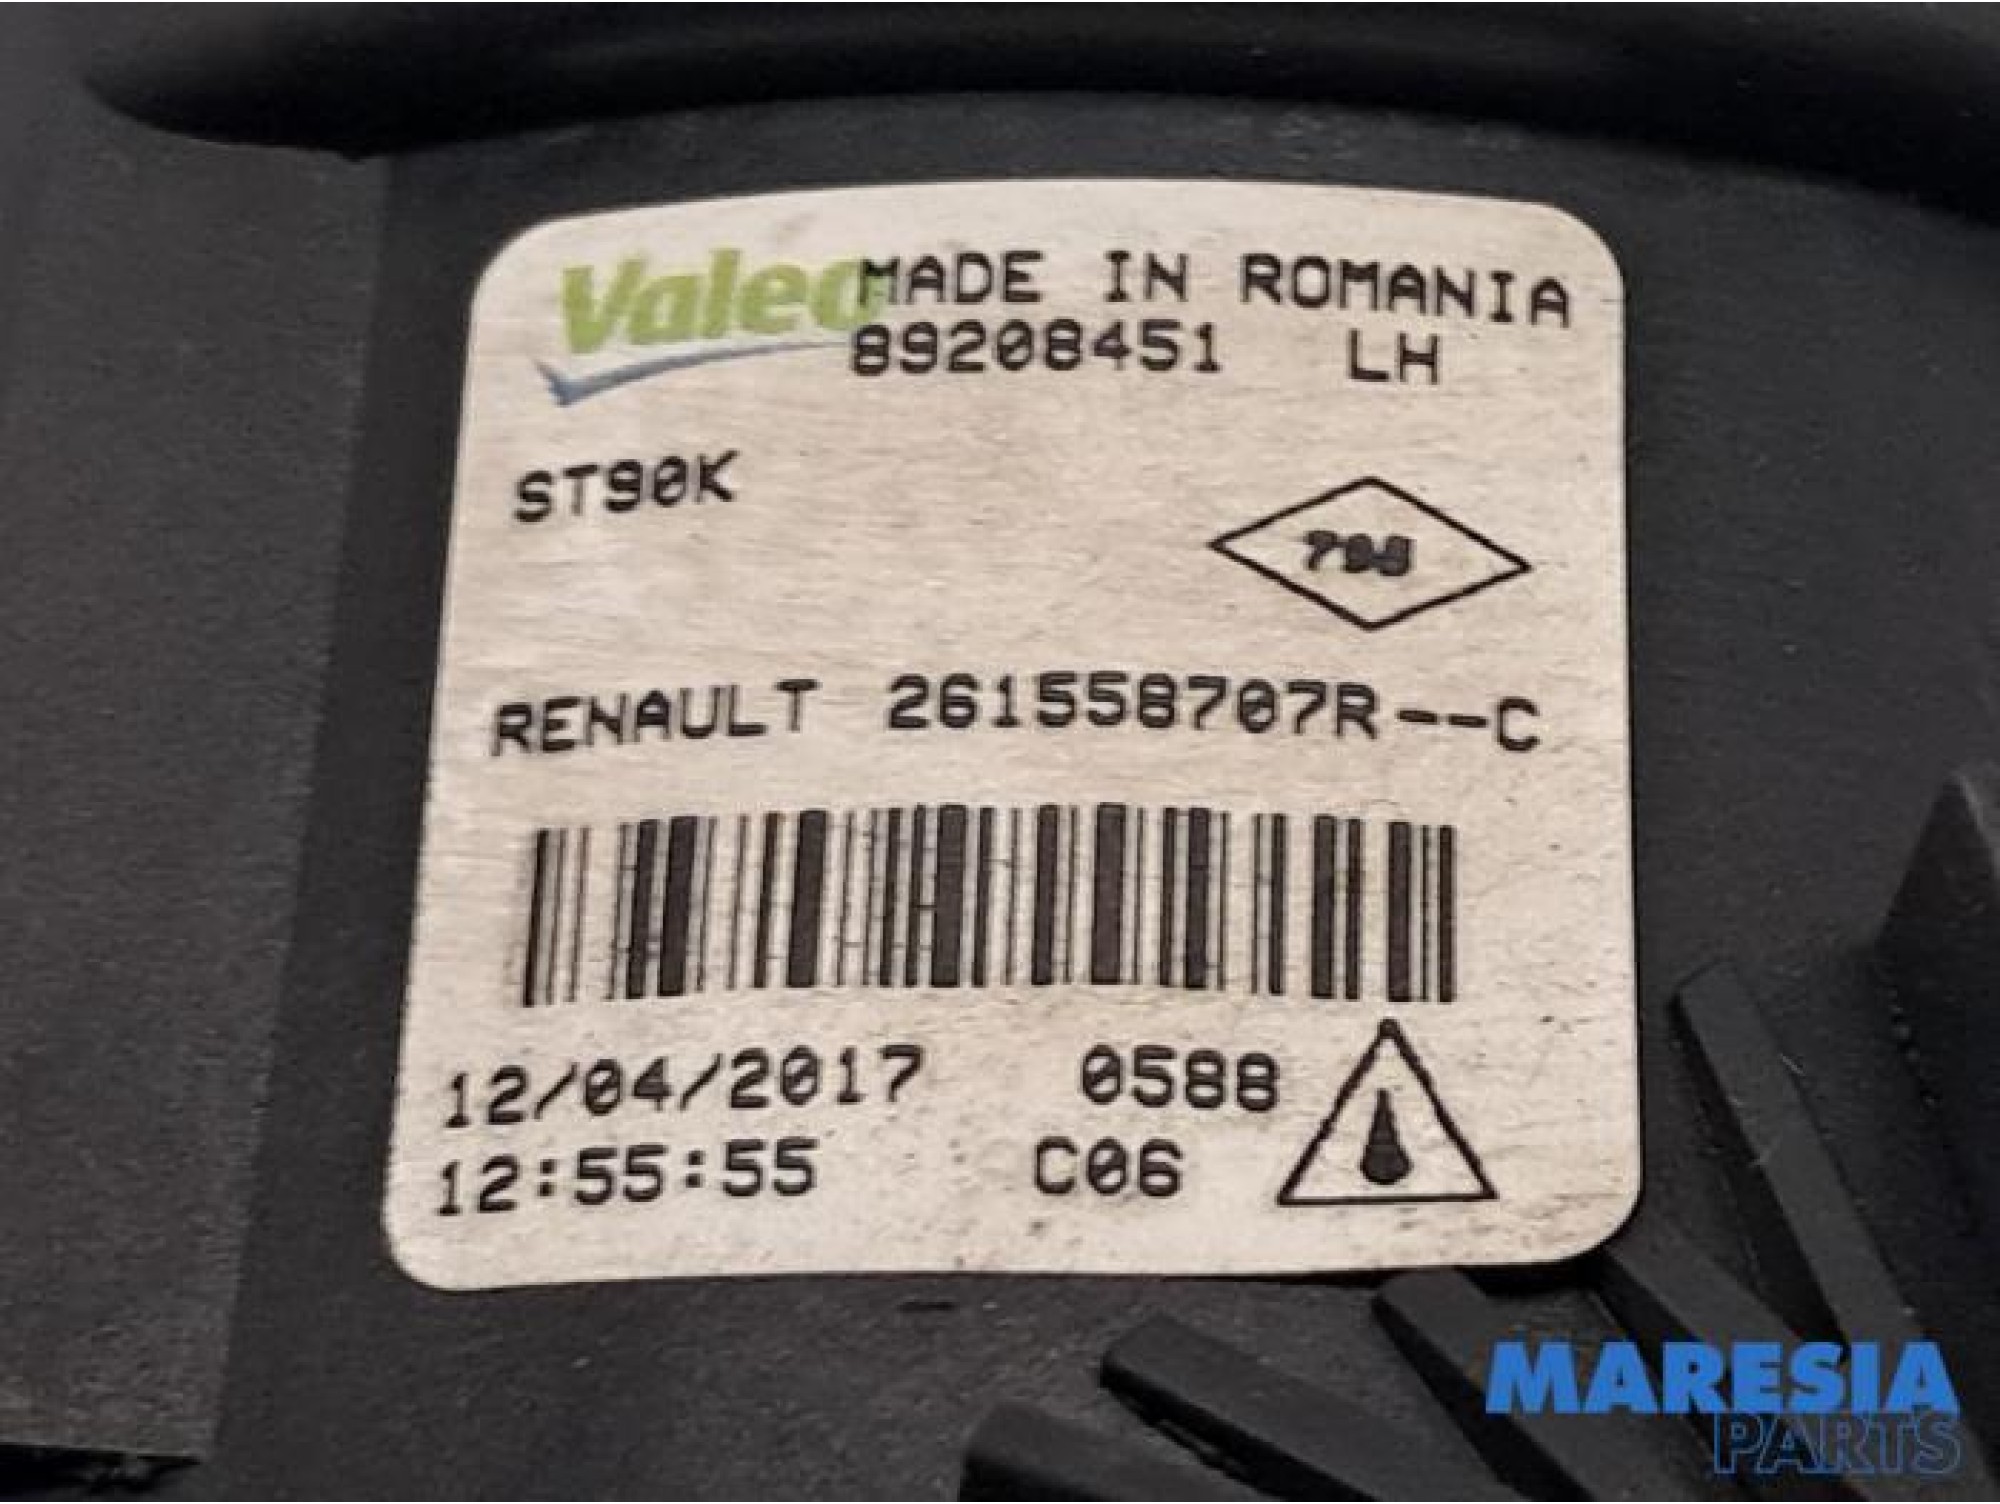 Valeo MADE IN ROMANIA
89208451 LH
ST90K
RENAULT 261558707R--C
12/04/2017 0588
12:55:55 C06
MARESIA
PARTS